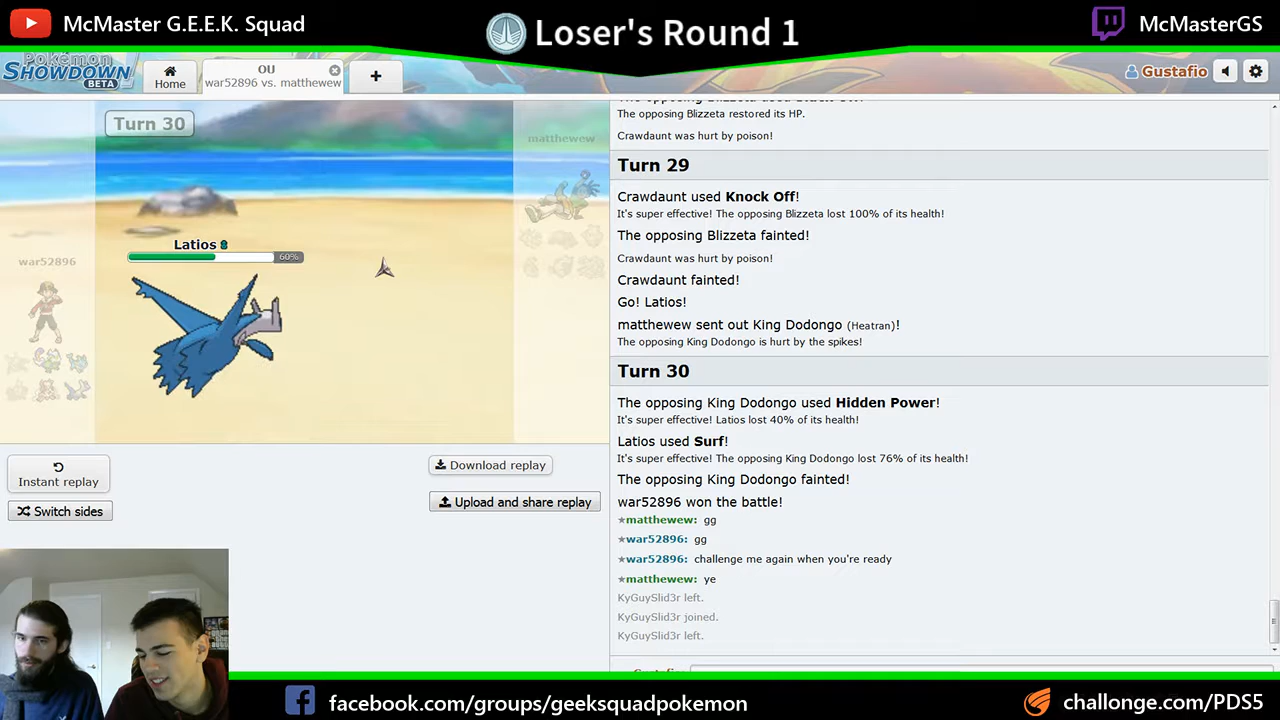 McMaster G.E.E.K. Squad
Loser's Round 1
McMasterGS
Pokémon
SHOWDOWN
BETA
Home
OU
war52896 vs. matthewew
+
Gustafio
Turn 30
matthewew
war52896
Latios
60%
The opposing Blizzeta restored its HP.
Crawdaunt was hurt by poison!
Turn 29
Crawdaunt used Knock Off!
It's super effective! The opposing Blizzeta lost 100% of its health!
The opposing Blizzeta fainted!
Crawdaunt was hurt by poison!
Crawdaunt fainted!
Go! Latios!
matthewew sent out King Dodongo (Heatran)!
The opposing King Dodongo is hurt by the spikes!
Turn 30
The opposing King Dodongo used Hidden Power!
It's super effective! Latios lost 40% of its health!
Latios used Surf!
It's super effective! The opposing King Dodongo lost 76% of its health!
The opposing King Dodongo fainted!
war52896 won the battle!
★matthewew: gg
★war52896: gg
★war52896: challenge me again when you're ready
★matthewew: ye
KyGuySlid3r left.
KyGuySlid3r joined.
KyGuySlid3r left.
Instant replay
Switch sides
Download replay
Upload and share replay
facebook.com/groups/geeksquadpokemon
challonge.com/PDS5